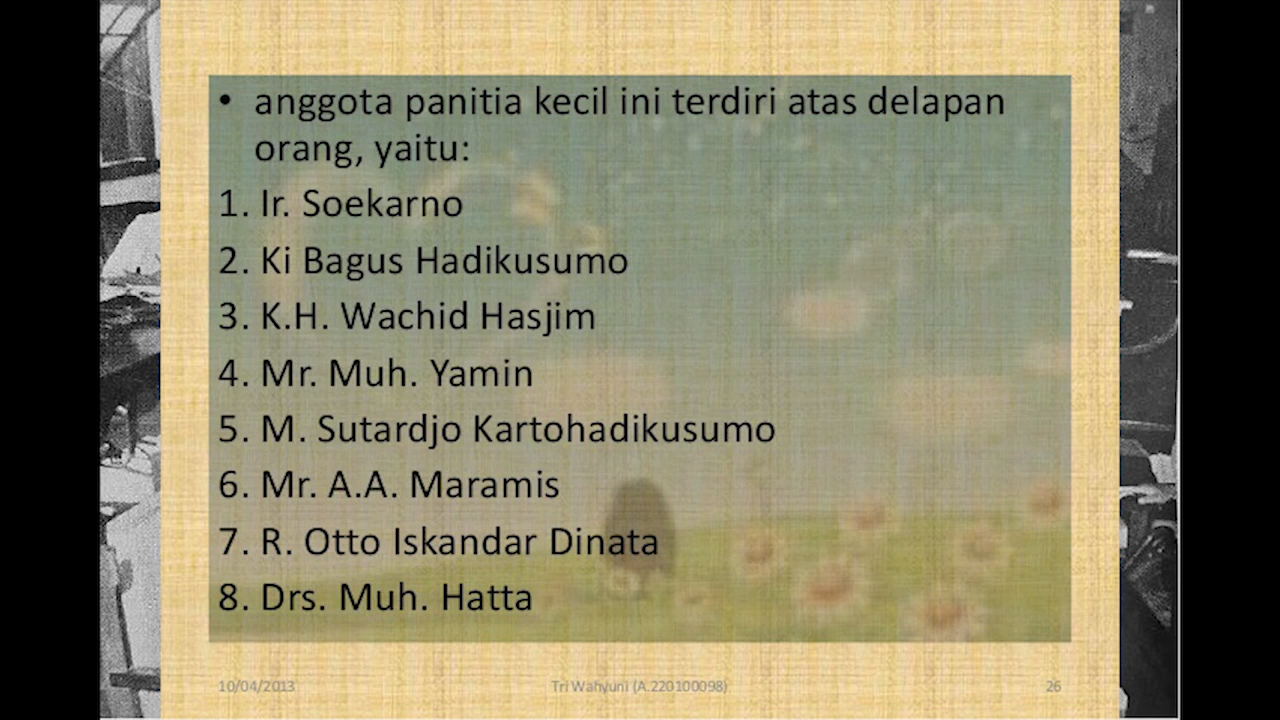 • anggota panitia kecil ini terdiri atas delapan
orang, yaitu:
1. Ir. Soekarno
2. Ki Bagus Hadikusumo
3. K.H. Wachid Hasjim
4. Mr. Muh. Yamin
5. M. Sutardjo Kartohadikusumo
6. Mr. A.A. Maramis
7. R. Otto Iskandar Dinata
8. Drs. Muh. Hatta
10/04/2013 Tri Wahyuni (A.220100098) 26